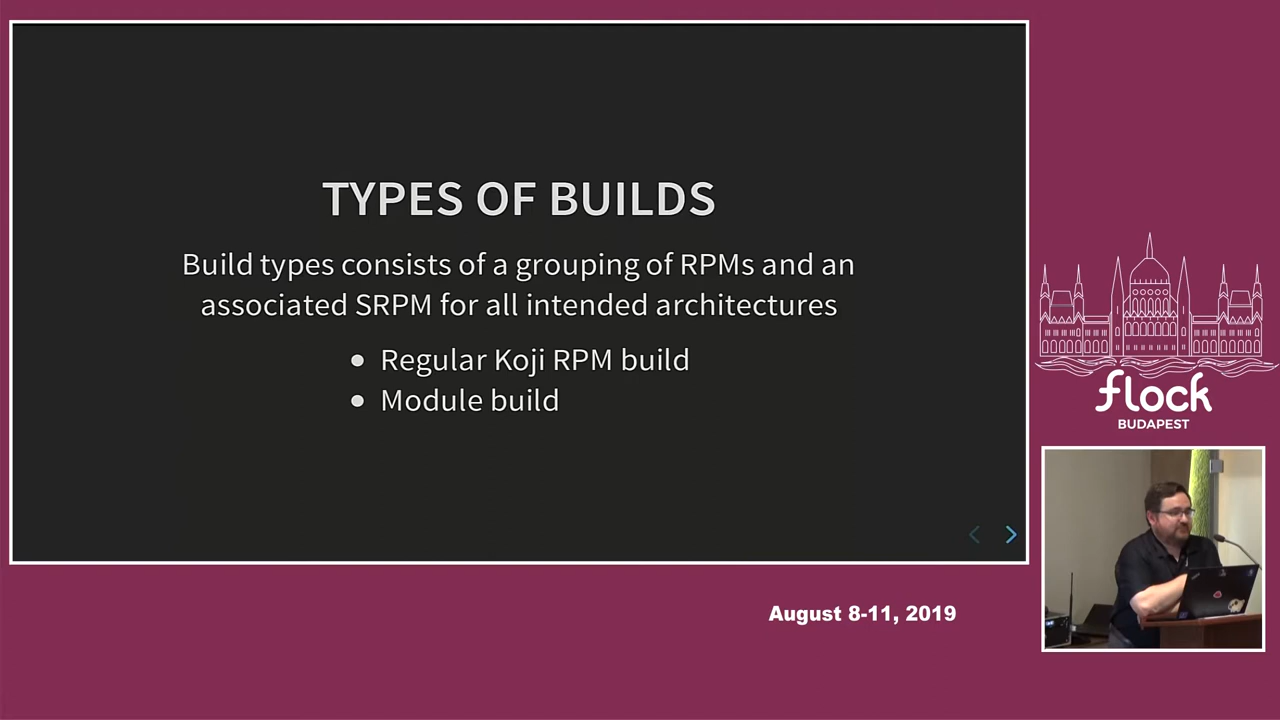 TYPES OF BUILDS
Build types consists of a grouping of RPMs and an
associated SRPM for all intended architectures
Regular Koji RPM build
Module build
flock
BUDAPEST
August 8-11, 2019